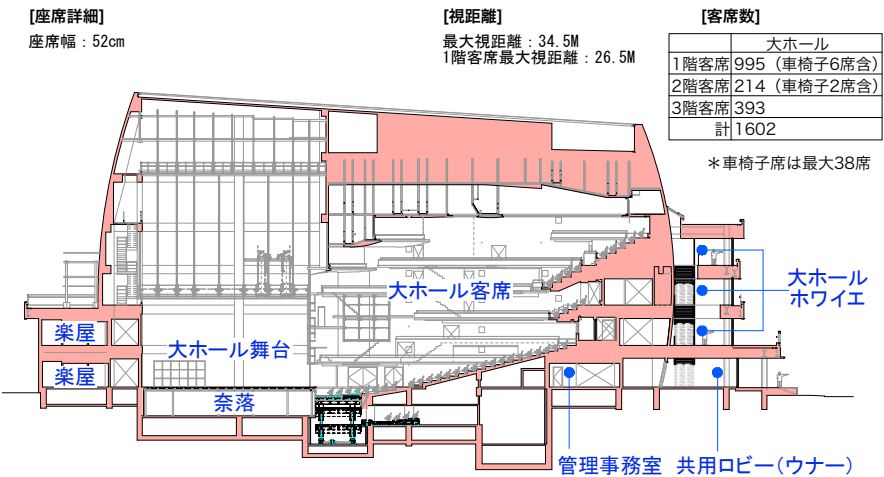 [座席詳細]
座席幅：52cm
[視距離]
最大視距離：34.5M
1階客席最大視距離：26.5M
[客席数]
大ホール
1階客席 995（車椅子6席含）
2階客席 214（車椅子2席含）
3階客席 393
計 1602
＊車椅子席は最大38席
大ホール客席
大ホール
ホワイエ
楽屋
大ホール舞台
楽屋
奈落
管理事務室
共用ロビー（ウナー）